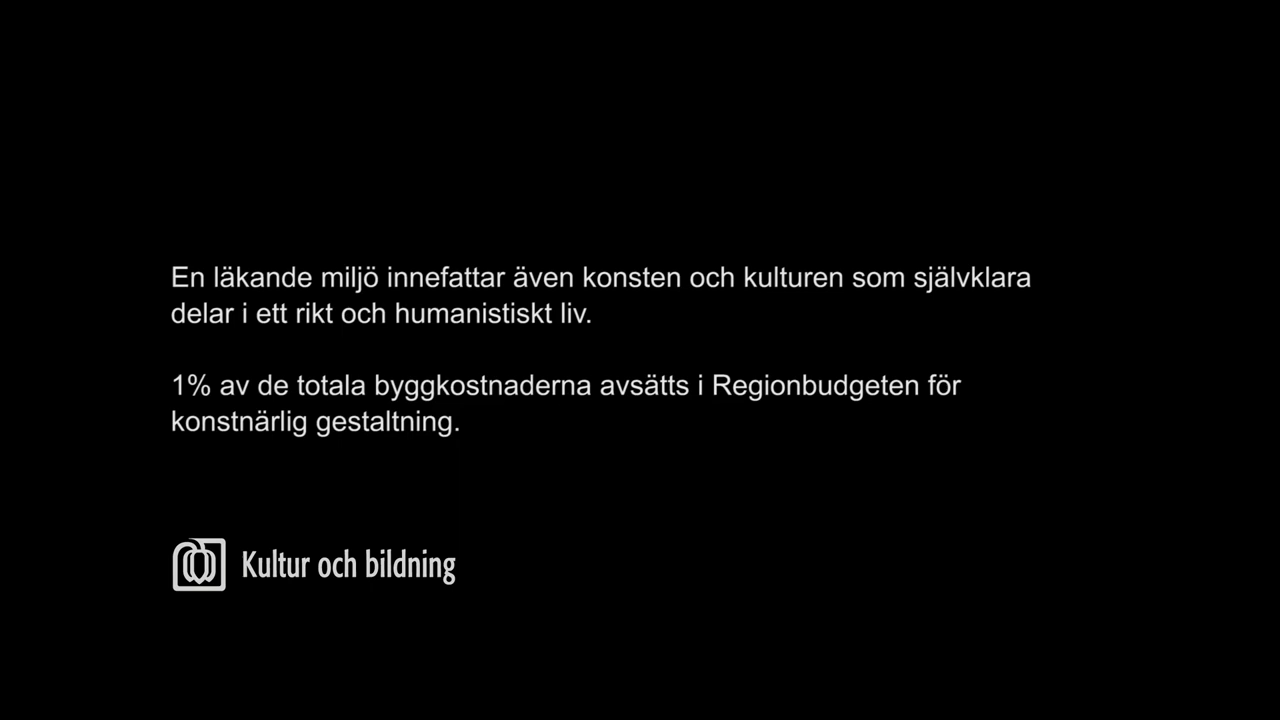 En läkande miljö innefattar även konsten och kulturen som självklara
delar i ett rikt och humanistiskt liv.
1% av de totala byggkostnaderna avsätts i Regionbudgeten för
konstnärlig gestaltning.
Kultur och bildning